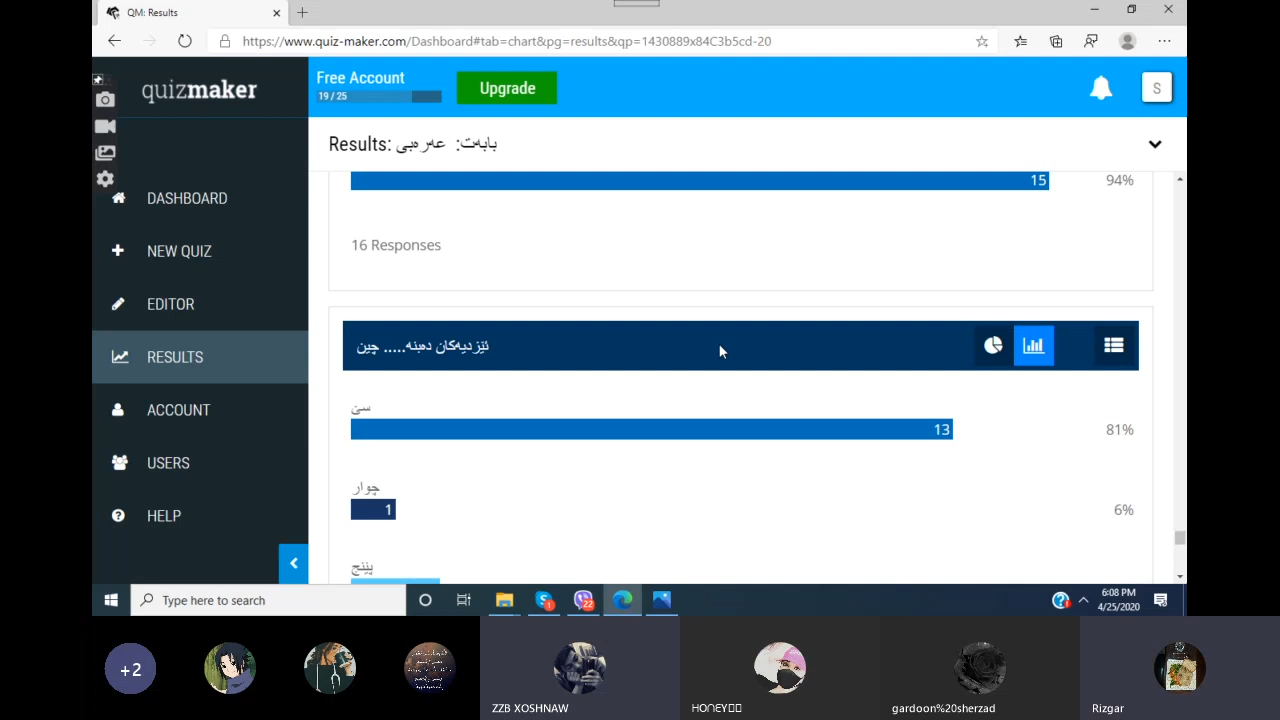 QM: Results
https://www.quiz-maker.com/Dashboard#tab=chart&pg=results&qp=1430889x84C3b5cd-20
quizmaker
Free Account
19 / 25
Upgrade
S
Results: بابەت: عەرەبی
DASHBOARD
NEW QUIZ
EDITOR
RESULTS
ACCOUNT
USERS
HELP
15 94%
16 Responses
ئێزدیەکان دەبنە..... چین
سێ
13 81%
چوار
1 6%
پێنج
Type here to search
1
22
6:08 PM
4/25/2020
+2
ZZB XOSHNAW
gardoon%20sherzad
Rizgar